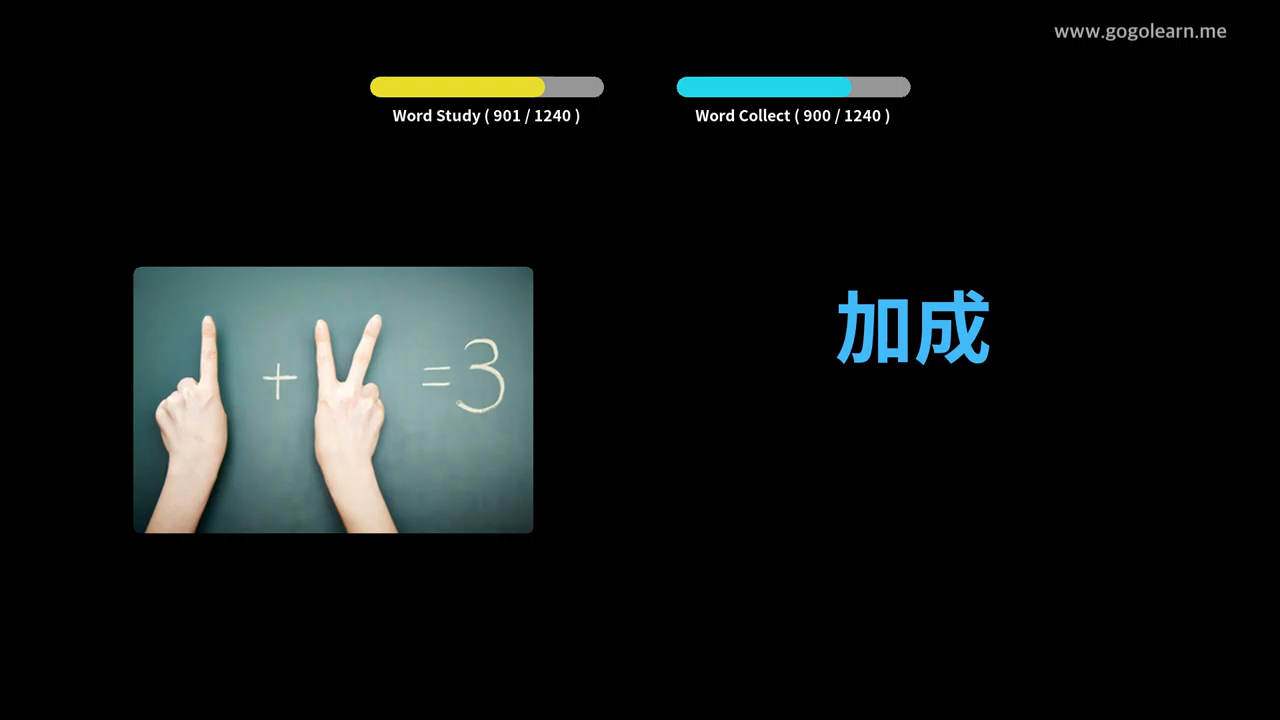 www.gogolearn.me
Word Study ( 901 / 1240 )
Word Collect ( 900 / 1240 )
加成
+ =3